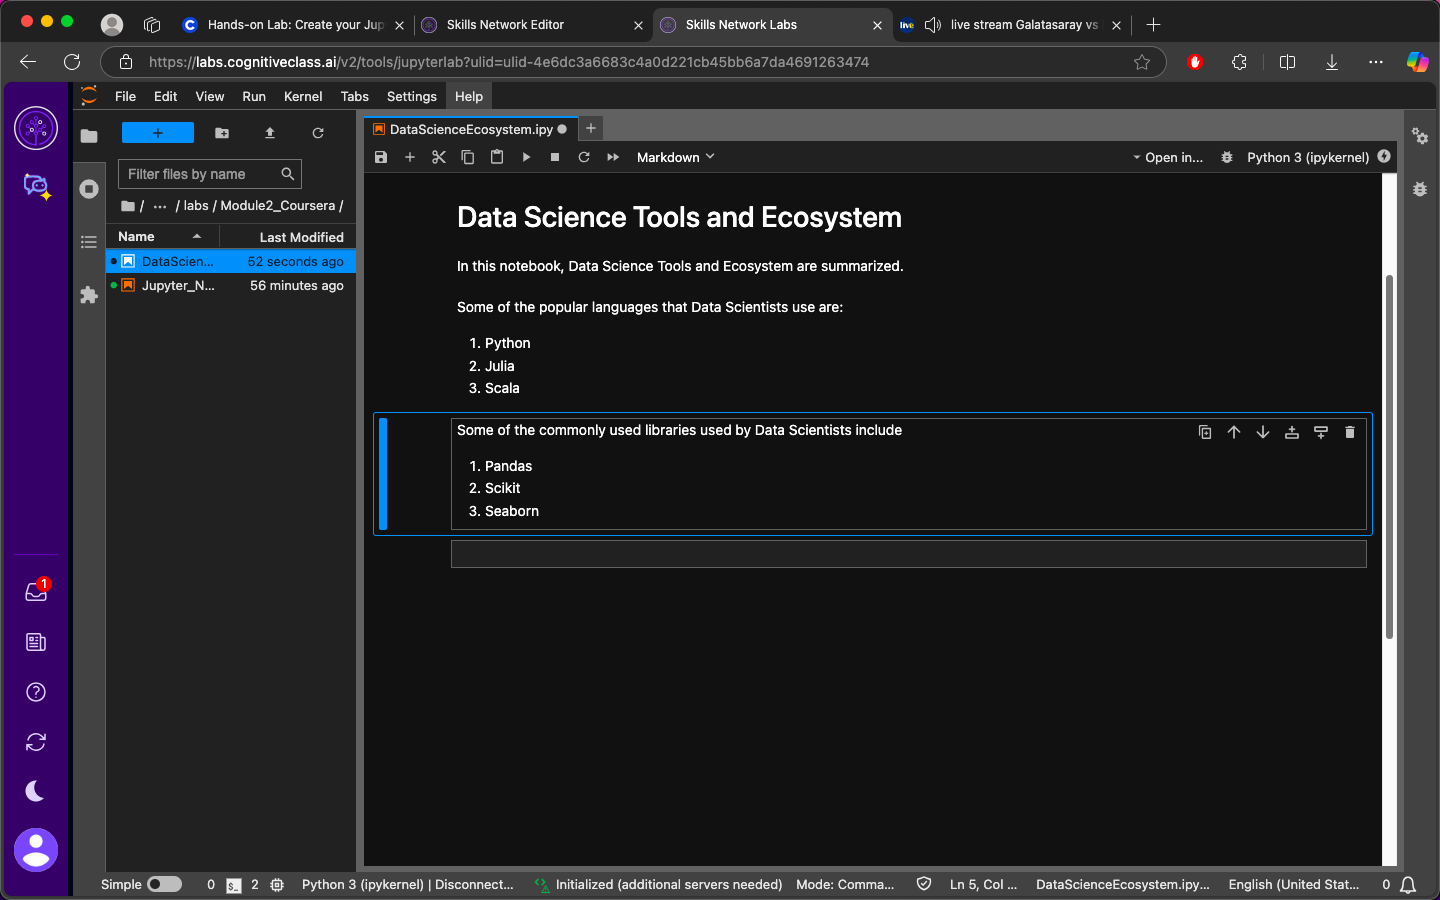 Hands-on Lab: Create your Jup
Skills Network Editor
Skills Network Labs
live
live stream Galatasaray vs
https://labs.cognitiveclass.ai/v2/tools/jupyterlab?ulid=ulid-4e6dc3a6683c4a0d221cb45bb6a7da4691263474
File Edit View Run Kernel Tabs Settings Help
DataScienceEcosystem.ipy
Markdown
Open in...
Python 3 (ipykernel)
Filter files by name
/ ... / labs / Module2_Coursera /
Name Last Modified
DataScien... 52 seconds ago
Jupyter_N... 56 minutes ago
Data Science Tools and Ecosystem
In this notebook, Data Science Tools and Ecosystem are summarized.
Some of the popular languages that Data Scientists use are:
1. Python
2. Julia
3. Scala
Some of the commonly used libraries used by Data Scientists include
1. Pandas
2. Scikit
3. Seaborn
1
Simple 0 $_ 2 Python 3 (ipykernel) | Disconnect... Initialized (additional servers needed) Mode: Comma... Ln 5, Col ... DataScienceEcosystem.ipy... English (United Stat... 0